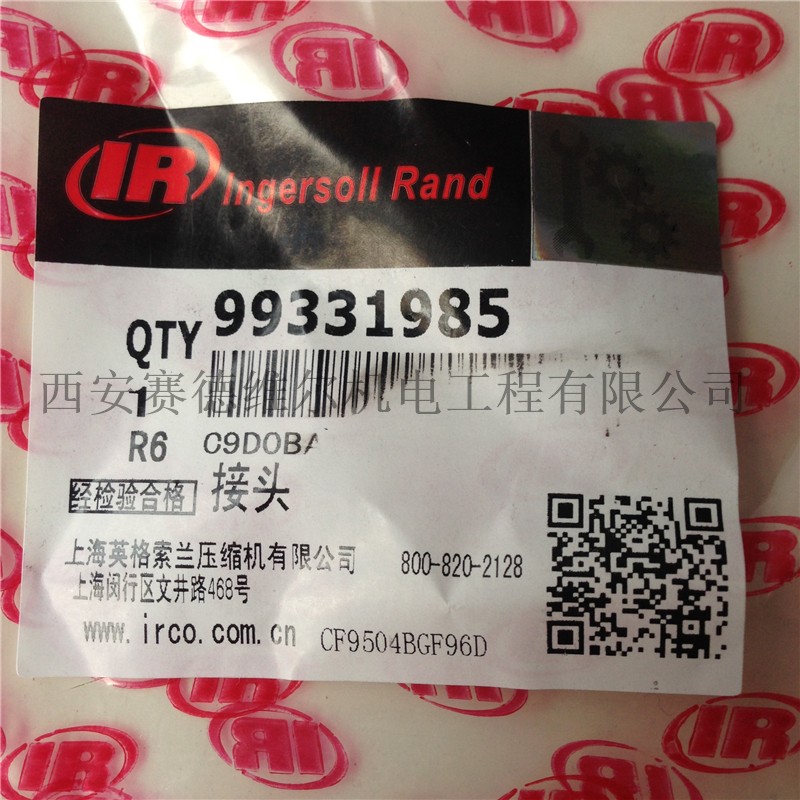 IR Ingersoll Rand
99331985
QTY
1
西安赛德维尔机电工程有限公司
R6 C9DOBA
经检验合格 接头
上海英格索兰压缩机有限公司 800-820-2128
上海闵行区文井路468号
www.irco.com.cn CF9504BGF96D